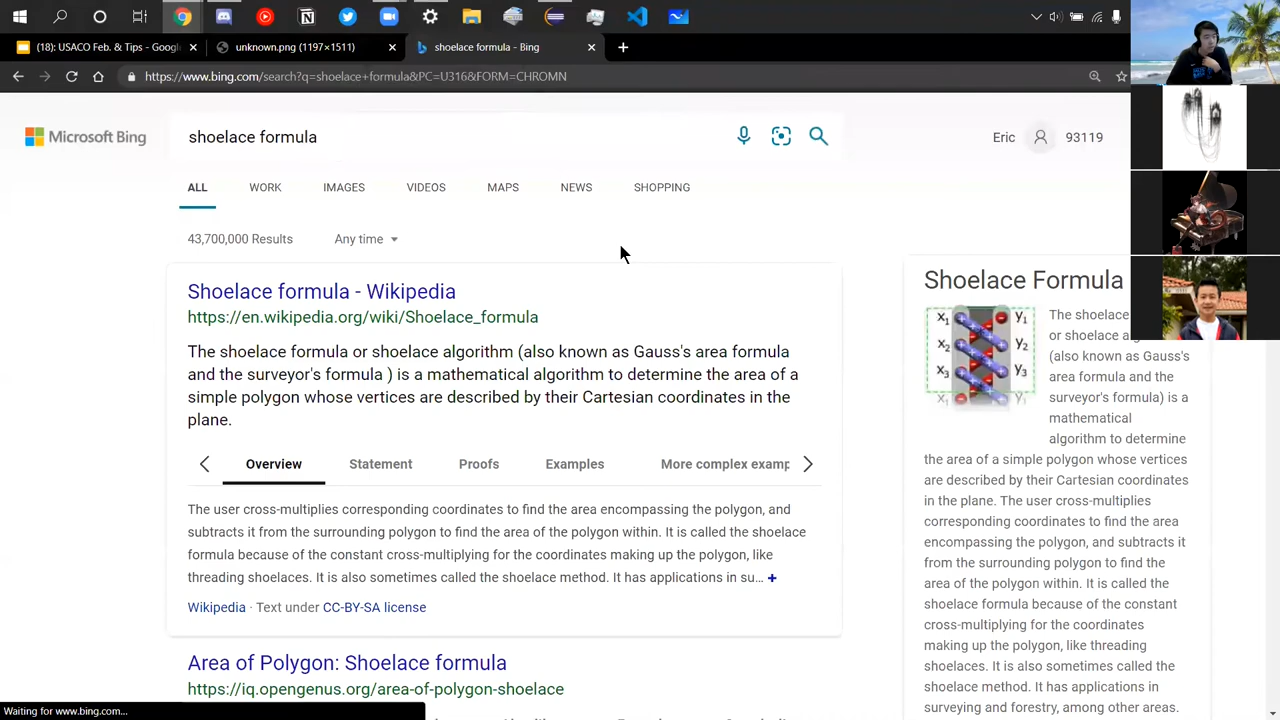 (18): USACO Feb. & Tips - Googl
unknown.png (1197×1511)
shoelace formula - Bing
https://www.bing.com/search?q=shoelace+formula&PC=U316&FORM=CHROMN
Microsoft Bing
shoelace formula
Eric
93119
ALL
WORK
IMAGES
VIDEOS
MAPS
NEWS
SHOPPING
43,700,000 Results
Any time
Shoelace formula - Wikipedia
https://en.wikipedia.org/wiki/Shoelace_formula
The shoelace formula or shoelace algorithm (also known as Gauss's area formula
and the surveyor's formula ) is a mathematical algorithm to determine the area of a
simple polygon whose vertices are described by their Cartesian coordinates in the
plane.
Overview
Statement
Proofs
Examples
More complex examp
The user cross-multiplies corresponding coordinates to find the area encompassing the polygon, and
subtracts it from the surrounding polygon to find the area of the polygon within. It is called the shoelace
formula because of the constant cross-multiplying for the coordinates making up the polygon, like
threading shoelaces. It is also sometimes called the shoelace method. It has applications in su... +
Wikipedia · Text under CC-BY-SA license
Area of Polygon: Shoelace formula
https://iq.opengenus.org/area-of-polygon-shoelace
Shoelace Formula
x₁ y₁
x₂ y₂
x₃ y₃
x₁ y₁
The shoelace
or shoelace
(also known as Gauss's
area formula and the
surveyor's formula) is a
mathematical
algorithm to determine
the area of a simple polygon whose vertices
are described by their Cartesian coordinates
in the plane. The user cross-multiplies
corresponding coordinates to find the area
encompassing the polygon, and subtracts it
from the surrounding polygon to find the
area of the polygon within. It is called the
shoelace formula because of the constant
cross-multiplying for the coordinates
making up the polygon, like threading
shoelaces. It is also sometimes called the
shoelace method. It has applications in
surveying and forestry, among other areas.
Waiting for www.bing.com...